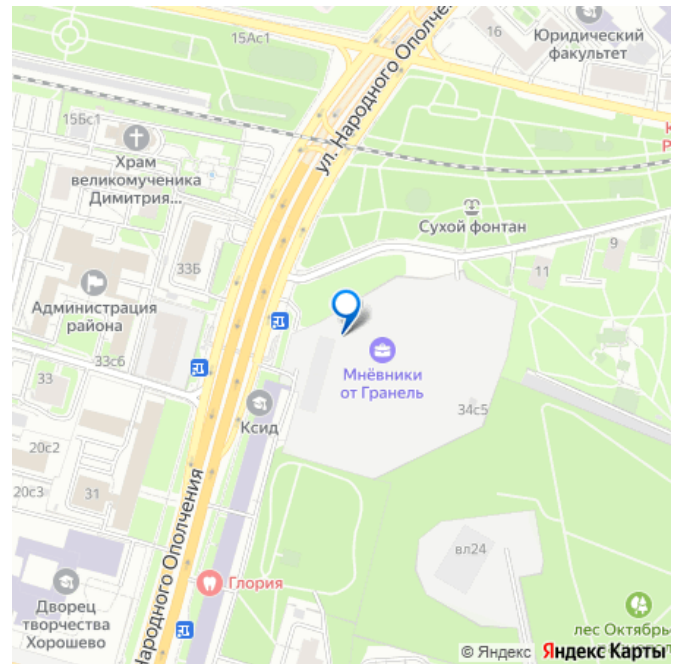 15Ас1
16
Юридический
факультет
ул. Народного Ополчения
15Бс1
Храм
великомученика
Димитрия...
К
Р
Сухой фонтан
9
11
33Б
Администрация
района
Мнёвники
от Гранель
33с6
33
34с5
Ксид
20с2
20с3
31
вл24
Глория
Народного Ополчения
Дворец
творчества
Хорошево
лес Октябрь
© Яндекс Яндекс Карты